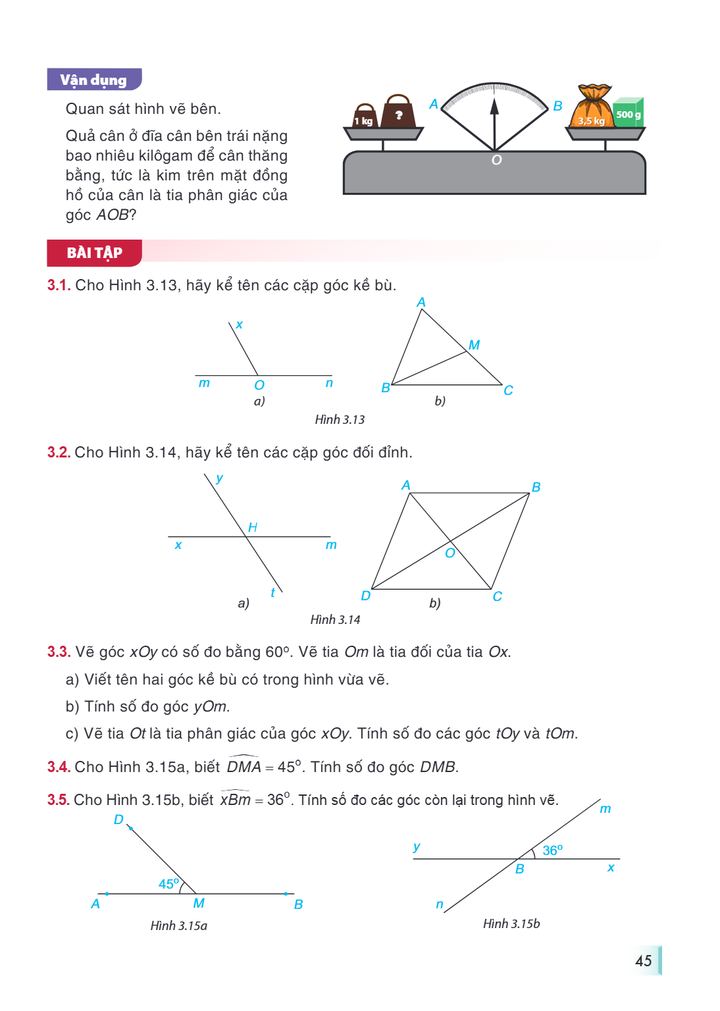 Vận dụng
Quan sát hình vẽ bên.
Quả cân ở đĩa cân bên trái nặng
bao nhiêu kilôgam để cân thăng
bằng, tức là kim trên mặt đồng
hồ của cân là tia phân giác của
góc AOB?
1 kg
?
A
B
3,5 kg
500 g
O
BÀI TẬP
3.1. Cho Hình 3.13, hãy kể tên các cặp góc kề bù.
x
m
O
n
a)
A
M
B
C
b)
Hình 3.13
3.2. Cho Hình 3.14, hãy kể tên các cặp góc đối đỉnh.
y
H
x
m
t
a)
A
B
O
D
C
b)
Hình 3.14
3.3. Vẽ góc xOy có số đo bằng 60º. Vẽ tia Om là tia đối của tia Ox.
a) Viết tên hai góc kề bù có trong hình vừa vẽ.
b) Tính số đo góc yOm.
c) Vẽ tia Ot là tia phân giác của góc xOy. Tính số đo các góc tOy và tOm.
3.4. Cho Hình 3.15a, biết DMA = 45º. Tính số đo góc DMB.
3.5. Cho Hình 3.15b, biết xBm = 36º. Tính số đo các góc còn lại trong hình vẽ.
D
45º
A
M
B
Hình 3.15a
m
y
36º
B
x
n
Hình 3.15b
45